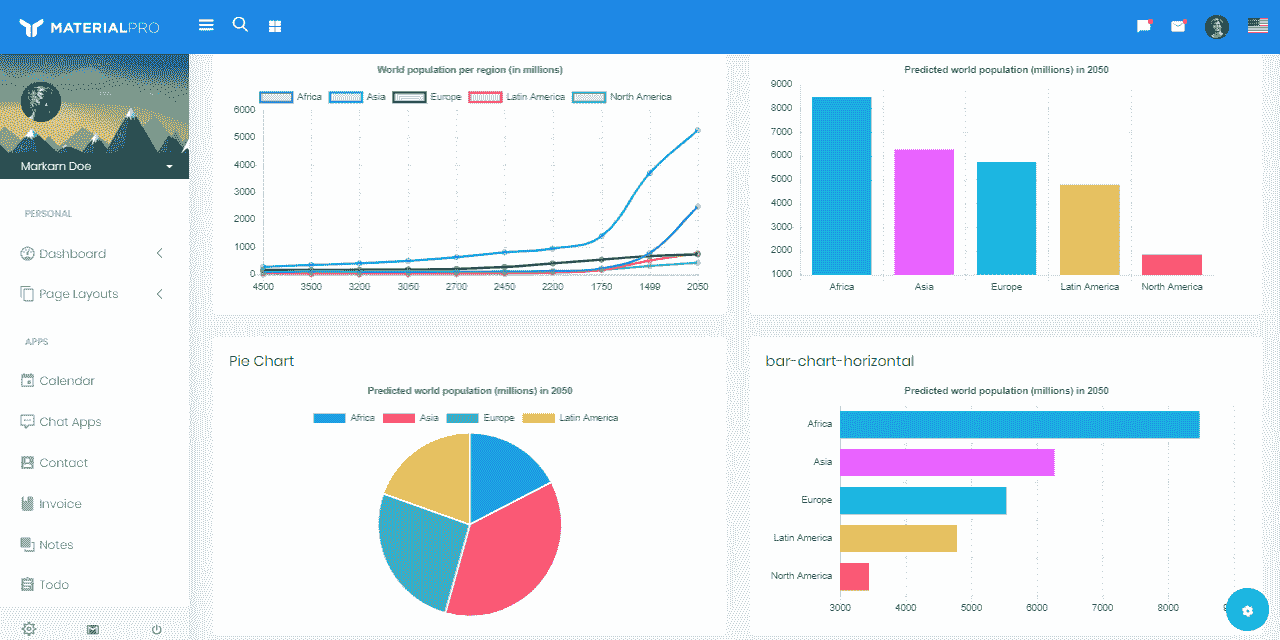 MATERIALPRO
Markarn Doe
PERSONAL
Dashboard
Page Layouts
APPS
Calendar
Chat Apps
Contact
Invoice
Notes
Todo
World population per region (in millions)
Africa Asia Europe Latin America North America
6000
5000
4000
3000
2000
1000
0
4500 3500 3200 3050 2700 2450 2200 1750 1499 2050
Predicted world population (millions) in 2050
9000
8000
7000
6000
5000
4000
3000
2000
1000
Africa Asia Europe Latin America North America
Pie Chart
Predicted world population (millions) in 2050
Africa Asia Europe Latin America
bar-chart-horizontal
Predicted world population (millions) in 2050
Africa
Asia
Europe
Latin America
North America
3000 4000 5000 6000 7000 8000